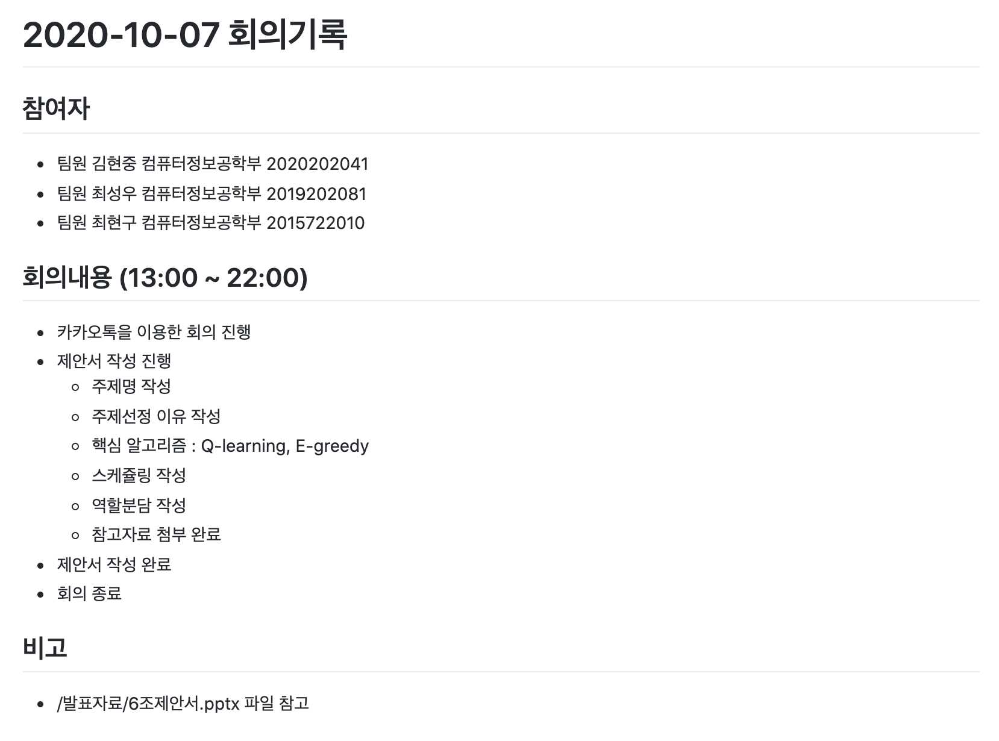 2020-10-07 회의기록
참여자
팀원 김현중 컴퓨터정보공학부 2020202041
팀원 최성우 컴퓨터정보공학부 2019202081
팀원 최현구 컴퓨터정보공학부 2015722010
회의내용 (13:00 ~ 22:00)
카카오톡을 이용한 회의 진행
제안서 작성 진행
주제명 작성
주제선정 이유 작성
핵심 알고리즘 : Q-learning, E-greedy
스케쥴링 작성
역할분담 작성
참고자료 첨부 완료
제안서 작성 완료
회의 종료
비고
/발표자료/6조제안서.pptx 파일 참고